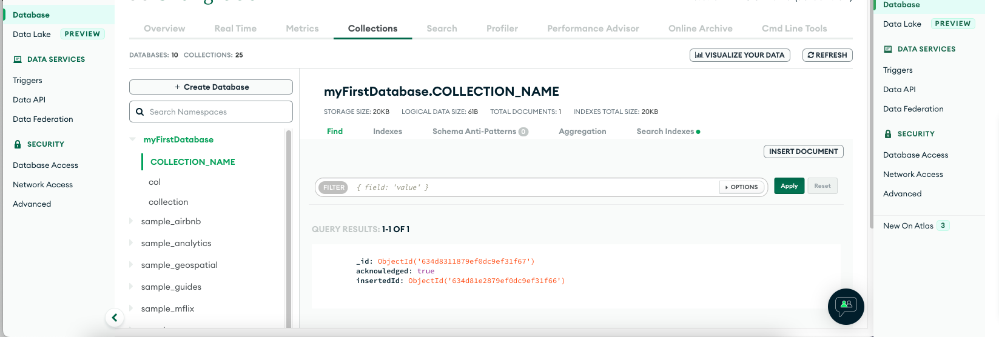 Database
Data Lake PREVIEW
DATA SERVICES
Triggers
Data API
Data Federation
SECURITY
Database Access
Network Access
Advanced
Overview Real Time Metrics Collections Search Profiler Performance Advisor Online Archive Cmd Line Tools
DATABASES: 10 COLLECTIONS: 25
VISUALIZE YOUR DATA REFRESH
+ Create Database
Search Namespaces
myFirstDatabase
COLLECTION_NAME
col
collection
sample_airbnb
sample_analytics
sample_geospatial
sample_guides
sample_mflix
myFirstDatabase.COLLECTION_NAME
STORAGE SIZE: 20KB LOGICAL DATA SIZE: 61B TOTAL DOCUMENTS: 1 INDEXES TOTAL SIZE: 20KB
Find Indexes Schema Anti-Patterns 0 Aggregation Search Indexes
INSERT DOCUMENT
FILTER { field: 'value' } OPTIONS Apply Reset
QUERY RESULTS: 1-1 OF 1
_id: ObjectId('634d8311879ef0dc9ef31f67')
acknowledged: true
insertedId: ObjectId('634d81e2879ef0dc9ef31f66')
Database
Data Lake PREVIEW
DATA SERVICES
Triggers
Data API
Data Federation
SECURITY
Database Access
Network Access
Advanced
New On Atlas 3